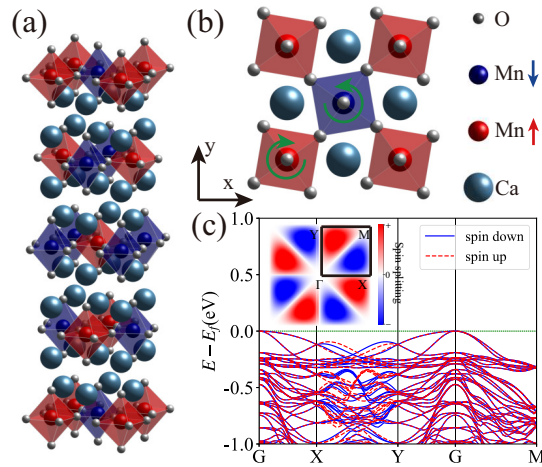 (a)
(b)
O
Mn
Mn
Ca
y
x
(c)
E − E_f(eV)
1.0
0.5
0.0
-0.5
-1.0
Y
M
Γ
X
+
0
−
Spin spliting
spin down
spin up
G
X
Y
G
M